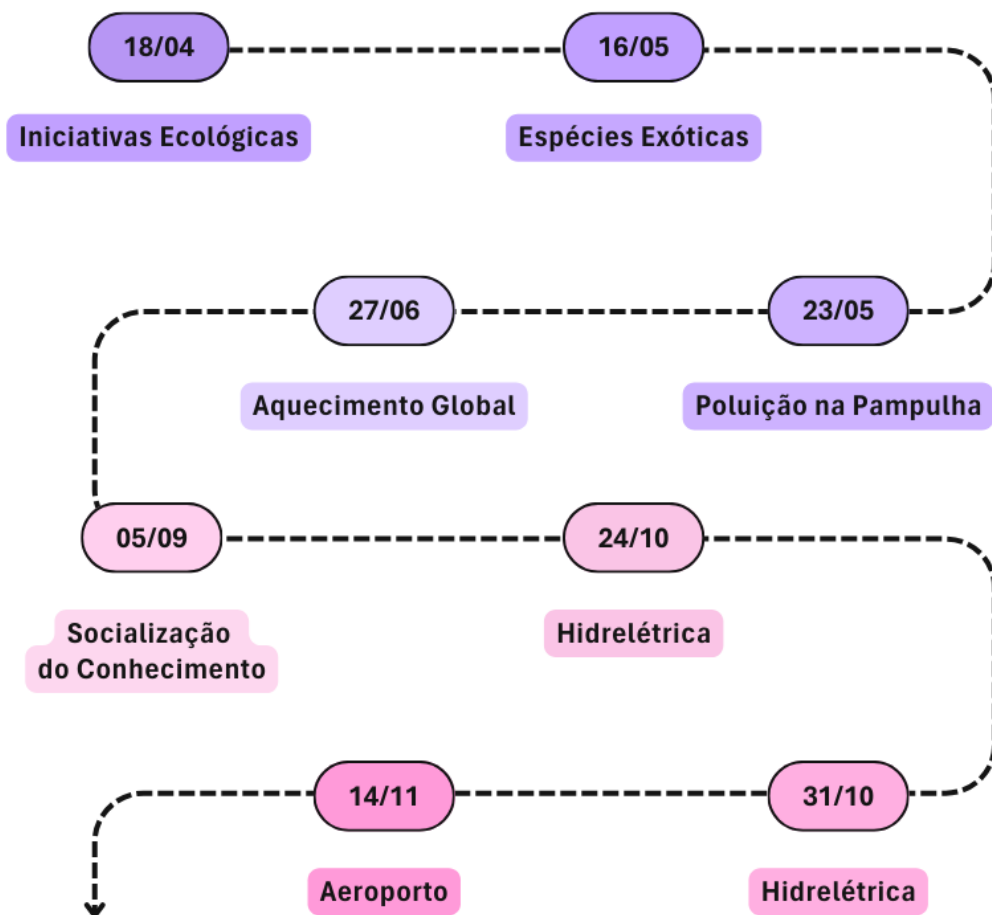 18/04
16/05
Iniciativas Ecológicas
Espécies Exóticas
27/06
23/05
Aquecimento Global
Poluição na Pampulha
05/09
24/10
Socialização
do Conhecimento
Hidrelétrica
14/11
31/10
Aeroporto
Hidrelétrica